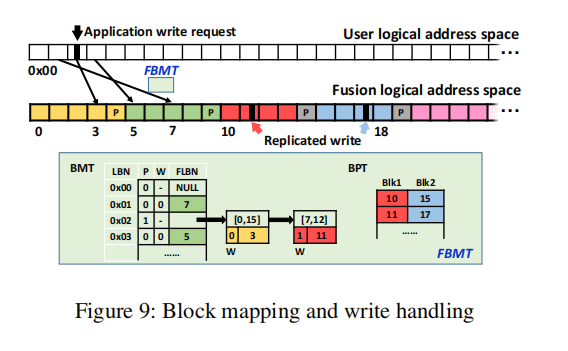 Application write request
User logical address space
...
0x00
FBMT
Fusion logical address space
P P P P
...
0 3 5 7 10 18
Replicated write
BMT LBN P W FLBN BPT Blk1 Blk2
0x00 0 - NULL [0,15] [7,12] 10 15
0x01 0 0 7 0 3 1 11 11 17
0x02 1 - W W ......
0x03 0 0 5
......
FBMT
Figure 9: Block mapping and write handling